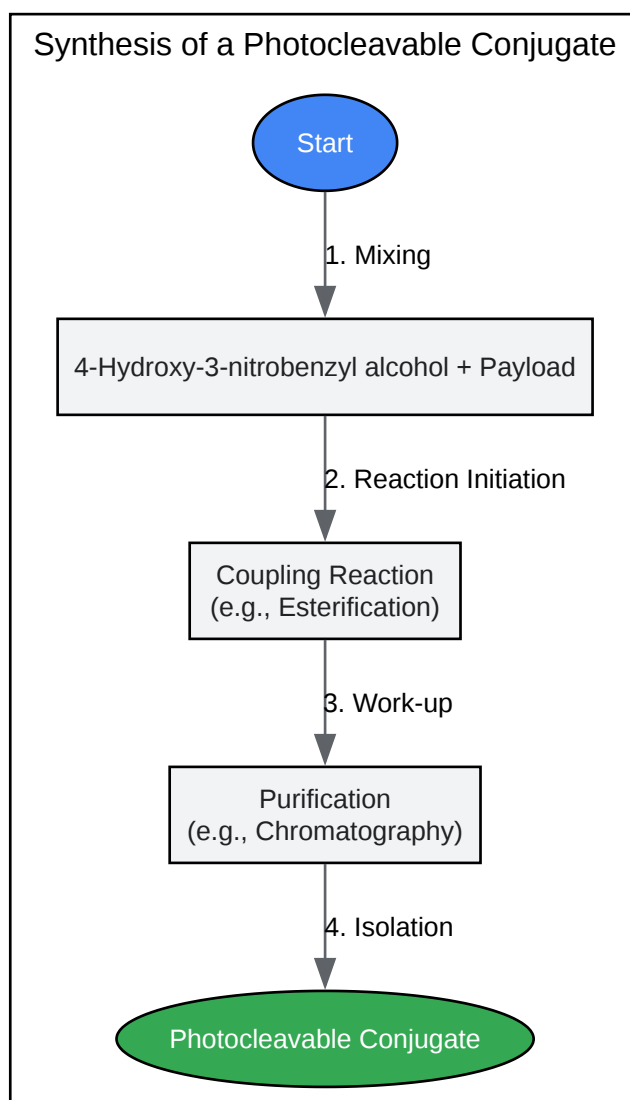 Synthesis of a Photocleavable Conjugate
Start
1. Mixing
4-Hydroxy-3-nitrobenzyl alcohol + Payload
2. Reaction Initiation
Coupling Reaction
(e.g., Esterification)
3. Work-up
Purification
(e.g., Chromatography)
4. Isolation
Photocleavable Conjugate